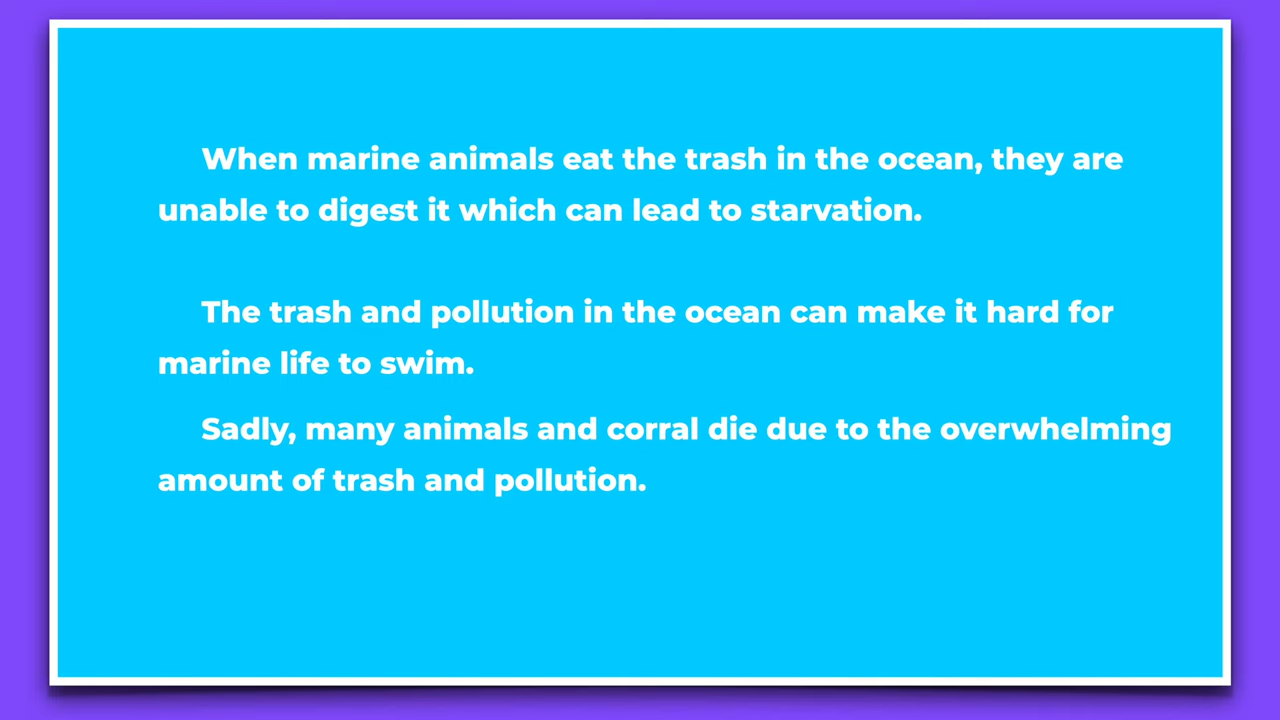 When marine animals eat the trash in the ocean, they are
unable to digest it which can lead to starvation.
The trash and pollution in the ocean can make it hard for
marine life to swim.
Sadly, many animals and corral die due to the overwhelming
amount of trash and pollution.